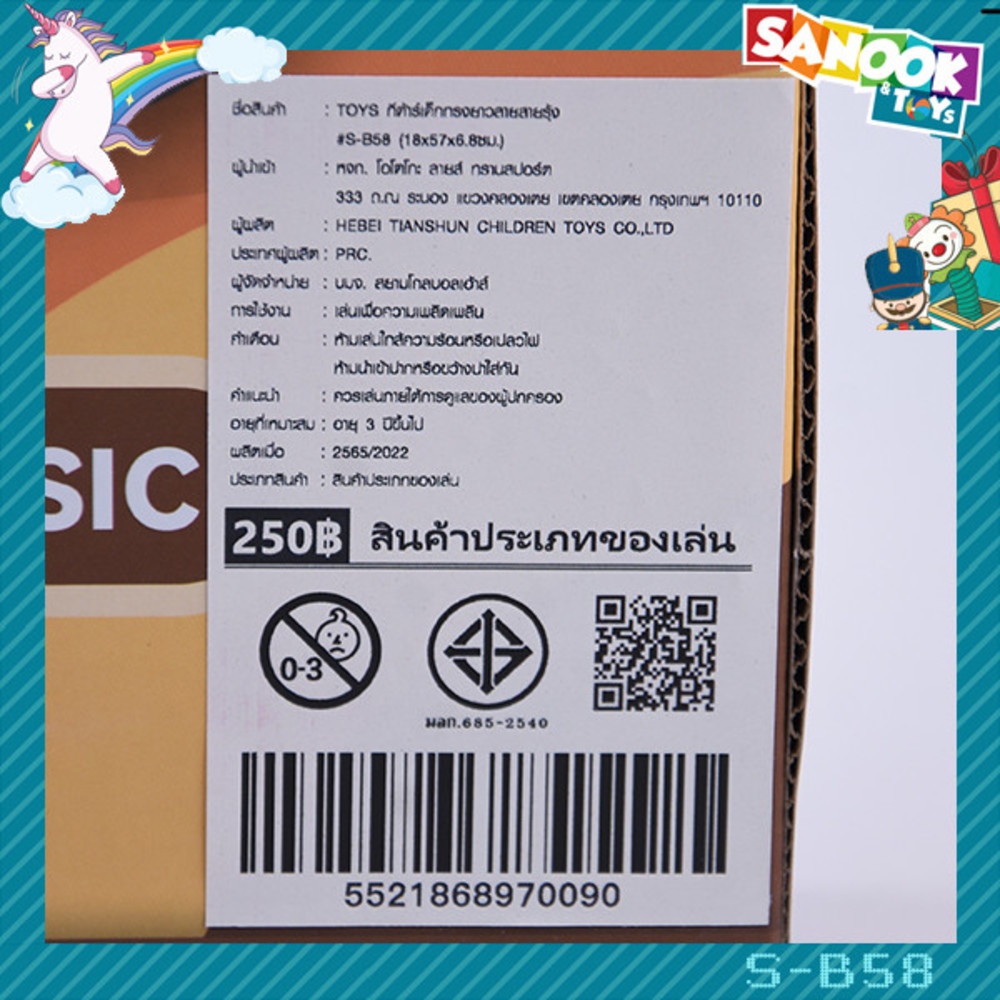 SANOOK
& TOYS
ชื่อสินค้า : TOYS กีต้าร์เด็กทรงยาวลายสายรุ้ง
#S-B58 (18x57x6.8ซม.)
ผู้นำเข้า : หจก. โอโตโกะ ลายส์ ทรานสปอร์ต
333 ถ.ณ ระนอง แขวงคลองเตย เขตคลองเตย กรุงเทพฯ 10110
ผู้ผลิต : HEBEI TIANSHUN CHILDREN TOYS CO.,LTD
ประเทศผู้ผลิต : PRC.
ผู้จัดจำหน่าย : บมจ. สยามโกลบอลเฮ้าส์
การใช้งาน : เล่นเพื่อความเพลิดเพลิน
คำเตือน : ห้ามเล่นใกล้ความร้อนหรือเปลวไฟ
ห้ามนำเข้าปากหรือขว้างปาใส่กัน
คำแนะนำ : ควรเล่นภายใต้การดูแลของผู้ปกครอง
อายุที่เหมาะสม : อายุ 3 ปีขึ้นไป
ผลิตเมื่อ : 2565/2022
ประเภทสินค้า : สินค้าประเภทของเล่น
SIC
250฿ สินค้าประเภทของเล่น
0-3
มอก.685-2540
5521868970090
S-B58